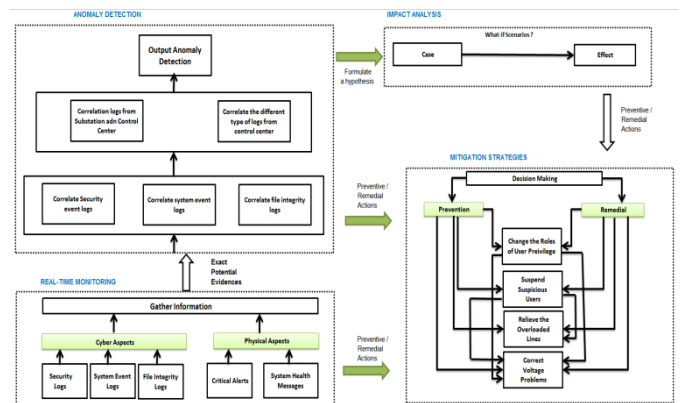 ANOMALY DETECTION
Output Anomaly
Detection
Correlation logs from
Substation adn Control
Center
Correlate the different
type of logs from
control center
Correlate Security
event logs
Correlate system event
logs
Correlate file integrity
logs
Formulate
a hypothesis
IMPACT ANALYSIS
What-if Scenarios ?
Case
Effect
Preventive /
Remedial
Actions
Exact
Potential
Evidences
REAL-TIME MONITORING
Gather Information
Cyber Aspects
Physical Aspects
Security
Logs
System Event
Logs
File Integrity
Logs
Critical Alerts
System Health
Messages
Preventive /
Remedial
Actions
Preventive /
Remedial
Actions
MITIGATION STRATEGIES
Decision Making
Prevention
Remedial
Change the Roles
of User Preivilege
Suspend
Suspicious
Users
Relieve the
Overloaded
Lines
Correct
Voltage
Problems